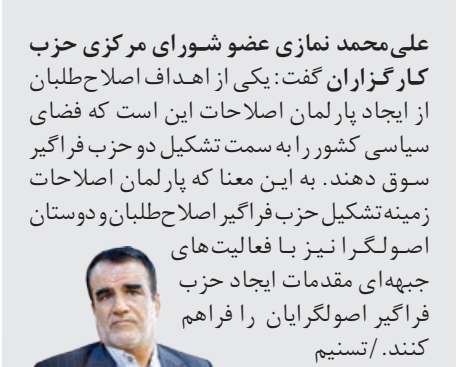 علی‌محمد نمازی عضو شورای مرکزی حزب
کارگزاران گفت: یکی از اهداف اصلاح‌طلبان
از ایجاد پارلمان اصلاحات این است که فضای
سیاسی کشور را به سمت تشکیل دو حزب فراگیر
سوق دهند. به این معنا که پارلمان اصلاحات
زمینه تشکیل حزب فراگیر اصلاح‌طلبان و دوستان
اصولگرا نیز با فعالیت‌های
جبهه‌ای مقدمات ایجاد حزب
فراگیر اصولگرایان را فراهم
کنند./تسنیم